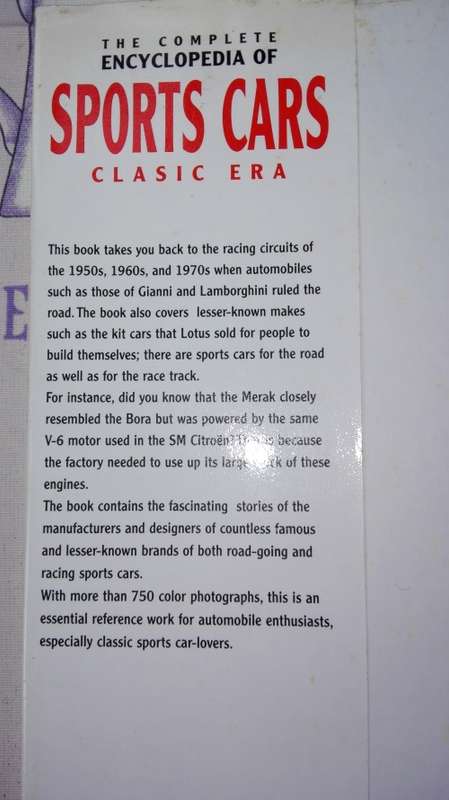 THE COMPLETE
ENCYCLOPEDIA OF
SPORTS CARS
CLASIC ERA
This book takes you back to the racing circuits of
the 1950s, 1960s, and 1970s when automobiles
such as those of Gianni and Lamborghini ruled the
road. The book also covers lesser-known makes
such as the kit cars that Lotus sold for people to
build themselves; there are sports cars for the road
as well as for the race track.
For instance, did you know that the Merak closely
resembled the Bora but was powered by the same
V-6 motor used in the SM Citroën? because
the factory needed to use up its of these
engines.
The book contains the fascinating stories of the
manufacturers and designers of countless famous
and lesser-known brands of both road-going and
racing sports cars.
With more than 750 color photographs, this is an
essential reference work for automobile enthusiasts,
especially classic sports car-lovers.
E